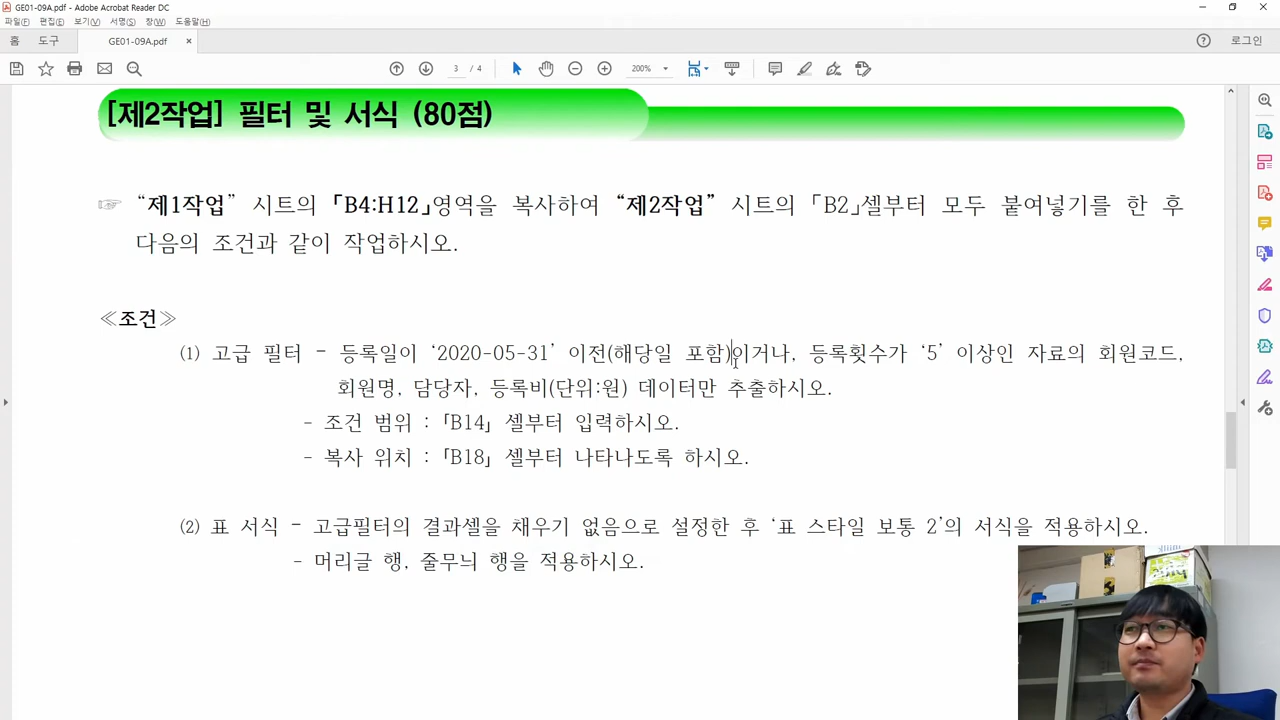 GE01-09A.pdf - Adobe Acrobat Reader DC
파일(F) 편집(E) 보기(V) 서명(S) 창(W) 도움말(H)
홈 도구 GE01-09A.pdf × 로그인
3 / 4 200%
[제2작업] 필터 및 서식 (80점)
☞ “제1작업” 시트의 「B4:H12」영역을 복사하여 “제2작업” 시트의 「B2」셀부터 모두 붙여넣기를 한 후
다음의 조건과 같이 작업하시오.
≪조건≫
(1) 고급 필터 - 등록일이 ‘2020-05-31’ 이전(해당일 포함)이거나, 등록횟수가 ‘5’ 이상인 자료의 회원코드,
회원명, 담당자, 등록비(단위:원) 데이터만 추출하시오.
- 조건 범위 : 「B14」 셀부터 입력하시오.
- 복사 위치 : 「B18」 셀부터 나타나도록 하시오.
(2) 표 서식 - 고급필터의 결과셀을 채우기 없음으로 설정한 후 ‘표 스타일 보통 2’의 서식을 적용하시오.
- 머리글 행, 줄무늬 행을 적용하시오.